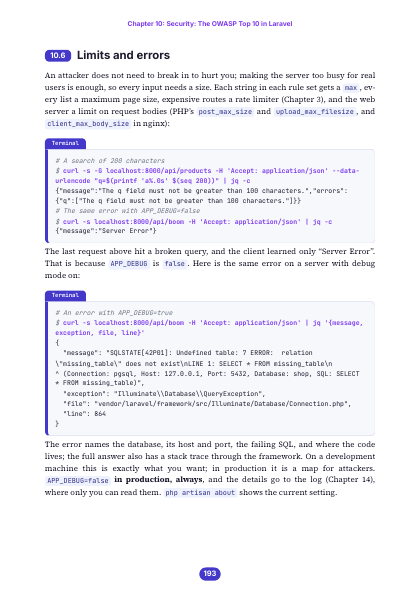 Chapter 10: Security: The OWASP Top 10 in Laravel
10.6 Limits and errors
An attacker does not need to break in to hurt you; making the server too busy for real
users is enough, so every input needs a size. Each string in each rule set gets a max, ev-
ery list a maximum page size, expensive routes a rate limiter (Chapter 3), and the web
server a limit on request bodies (PHP's post_max_size and upload_max_filesize, and
client_max_body_size in nginx):
Terminal
# A search of 200 characters
$ curl -s -G localhost:8000/api/products -H 'Accept: application/json' --data-
urlencode "q=$(printf 'a%.0s' $(seq 200))" | jq -c
{"message":"The q field must not be greater than 100 characters.","errors":
{"q":["The q field must not be greater than 100 characters."]}}
# The same error with APP_DEBUG=false
$ curl -s localhost:8000/api/boom -H 'Accept: application/json' | jq -c
{"message":"Server Error"}
The last request above hit a broken query, and the client learned only “Server Error”.
That is because APP_DEBUG is false. Here is the same error on a server with debug
mode on:
Terminal
# An error with APP_DEBUG=true
$ curl -s localhost:8000/api/boom -H 'Accept: application/json' | jq '{message,
exception, file, line}'
{
"message": "SQLSTATE[42P01]: Undefined table: 7 ERROR:  relation
\"missing_table\" does not exist\nLINE 1: SELECT * FROM missing_table\n
^ (Connection: pgsql, Host: 127.0.0.1, Port: 5432, Database: shop, SQL: SELECT
* FROM missing_table)",
"exception": "Illuminate\\Database\\QueryException",
"file": "vendor/laravel/framework/src/Illuminate/Database/Connection.php",
"line": 864
}
The error names the database, its host and port, the failing SQL, and where the code
lives; the full answer also has a stack trace through the framework. On a development
machine this is exactly what you want; in production it is a map for attackers.
APP_DEBUG=false in production, always, and the details go to the log (Chapter 14),
where only you can read them. php artisan about shows the current setting.
193